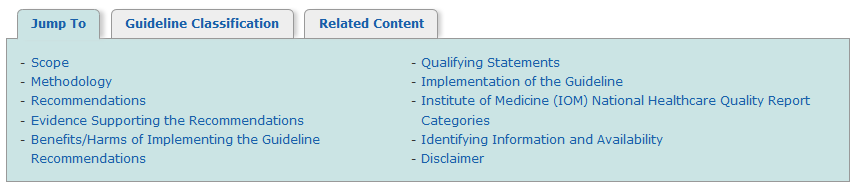 Jump To
Guideline Classification
Related Content
- Scope
- Methodology
- Recommendations
- Evidence Supporting the Recommendations
- Benefits/Harms of Implementing the Guideline
Recommendations
- Qualifying Statements
- Implementation of the Guideline
- Institute of Medicine (IOM) National Healthcare Quality Report
Categories
- Identifying Information and Availability
- Disclaimer